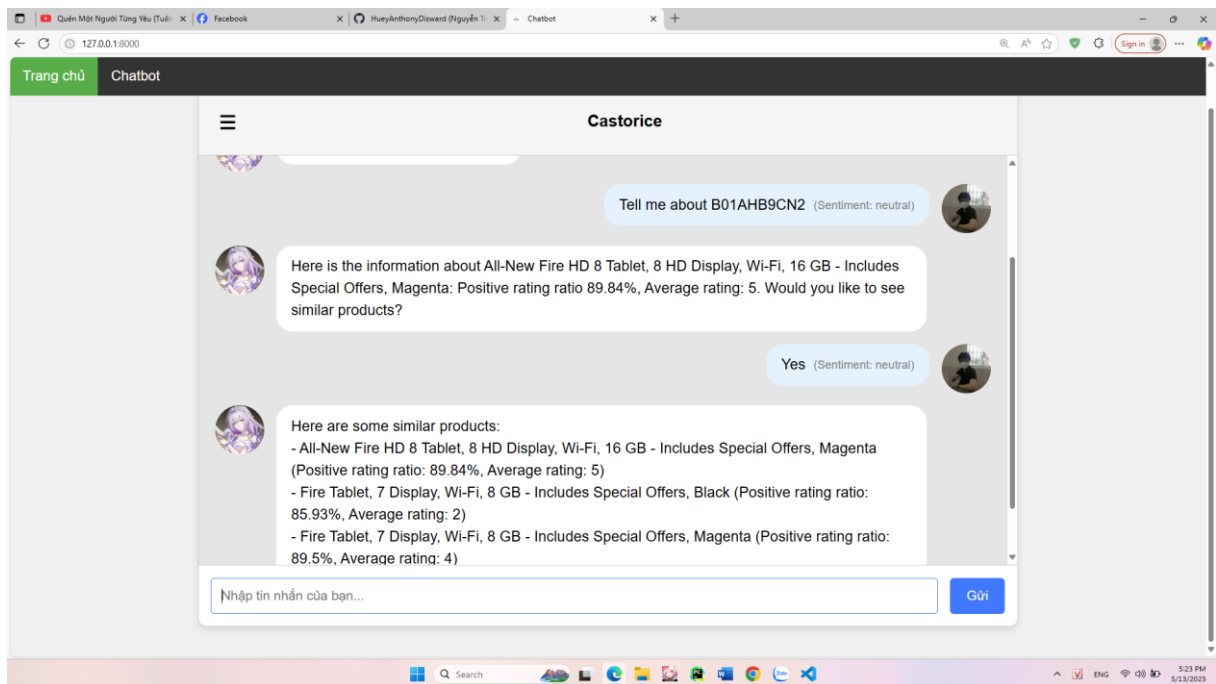 Quên Một Người Từng Yêu (Tuấn
Facebook
HueyAnthonyDisward (Nguyễn Tr
Chatbot
127.0.0.1:8000
Sign in
Trang chủ
Chatbot
Castorice
Tell me about B01AHB9CN2 (Sentiment: neutral)
Here is the information about All-New Fire HD 8 Tablet, 8 HD Display, Wi-Fi, 16 GB - Includes
Special Offers, Magenta: Positive rating ratio 89.84%, Average rating: 5. Would you like to see
similar products?
Yes (Sentiment: neutral)
Here are some similar products:
- All-New Fire HD 8 Tablet, 8 HD Display, Wi-Fi, 16 GB - Includes Special Offers, Magenta
(Positive rating ratio: 89.84%, Average rating: 5)
- Fire Tablet, 7 Display, Wi-Fi, 8 GB - Includes Special Offers, Black (Positive rating ratio:
85.93%, Average rating: 2)
- Fire Tablet, 7 Display, Wi-Fi, 8 GB - Includes Special Offers, Magenta (Positive rating ratio:
89.5%, Average rating: 4)
Nhập tin nhắn của bạn...
Gửi
Search
ENG
5:23 PM
5/13/2025